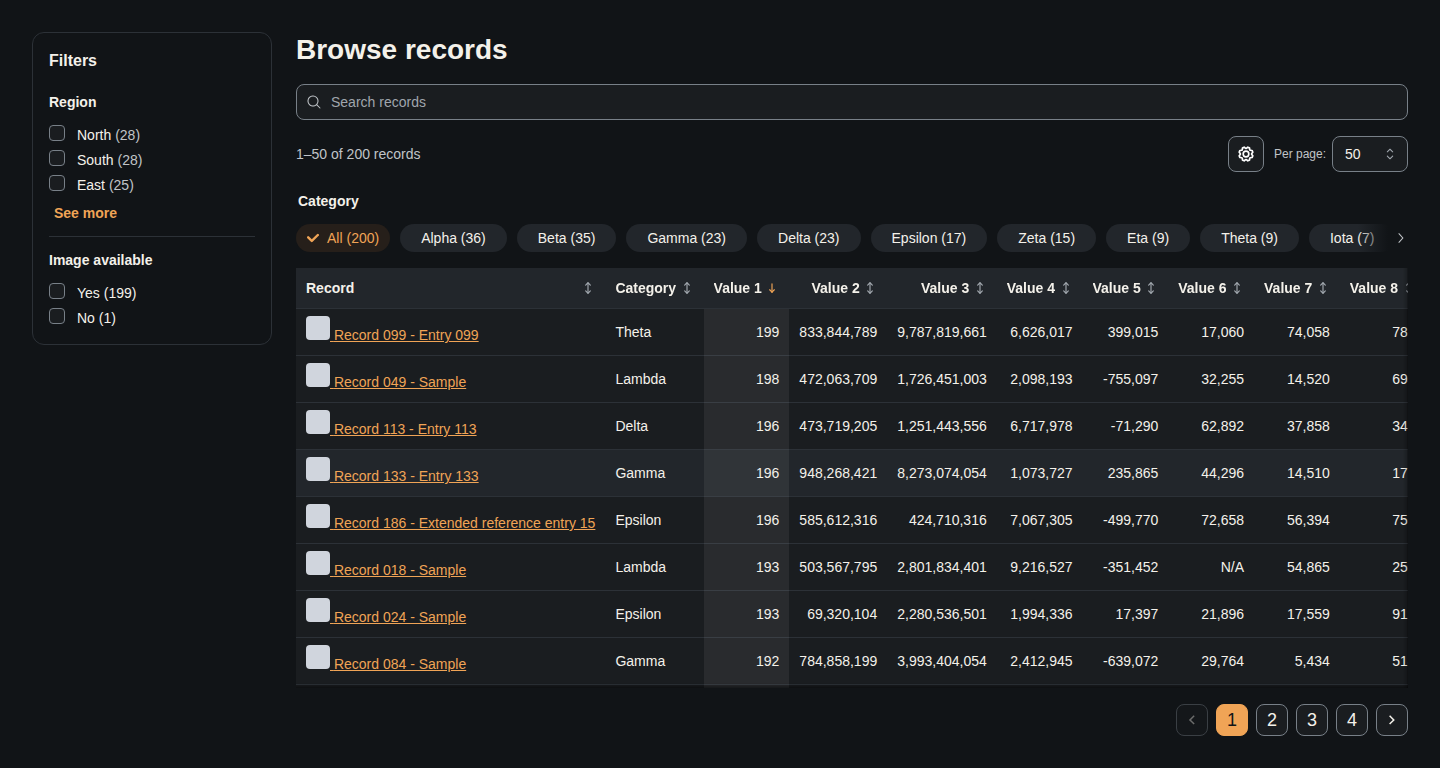 Filters
Region
North (28)
South (28)
East (25)
See more
Image available
Yes (199)
No (1)
Browse records
Search records
1–50 of 200 records
Per page: 50
Category
All (200) Alpha (36) Beta (35) Gamma (23) Delta (23) Epsilon (17) Zeta (15) Eta (9) Theta (9) Iota (7)
Record Category Value 1 Value 2 Value 3 Value 4 Value 5 Value 6 Value 7 Value 8
Record 099 - Entry 099 Theta 199 833,844,789 9,787,819,661 6,626,017 399,015 17,060 74,058 78
Record 049 - Sample Lambda 198 472,063,709 1,726,451,003 2,098,193 -755,097 32,255 14,520 69
Record 113 - Entry 113 Delta 196 473,719,205 1,251,443,556 6,717,978 -71,290 62,892 37,858 34
Record 133 - Entry 133 Gamma 196 948,268,421 8,273,074,054 1,073,727 235,865 44,296 14,510 17
Record 186 - Extended reference entry 15 Epsilon 196 585,612,316 424,710,316 7,067,305 -499,770 72,658 56,394 75
Record 018 - Sample Lambda 193 503,567,795 2,801,834,401 9,216,527 -351,452 N/A 54,865 25
Record 024 - Sample Epsilon 193 69,320,104 2,280,536,501 1,994,336 17,397 21,896 17,559 91
Record 084 - Sample Gamma 192 784,858,199 3,993,404,054 2,412,945 -639,072 29,764 5,434 51
1 2 3 4